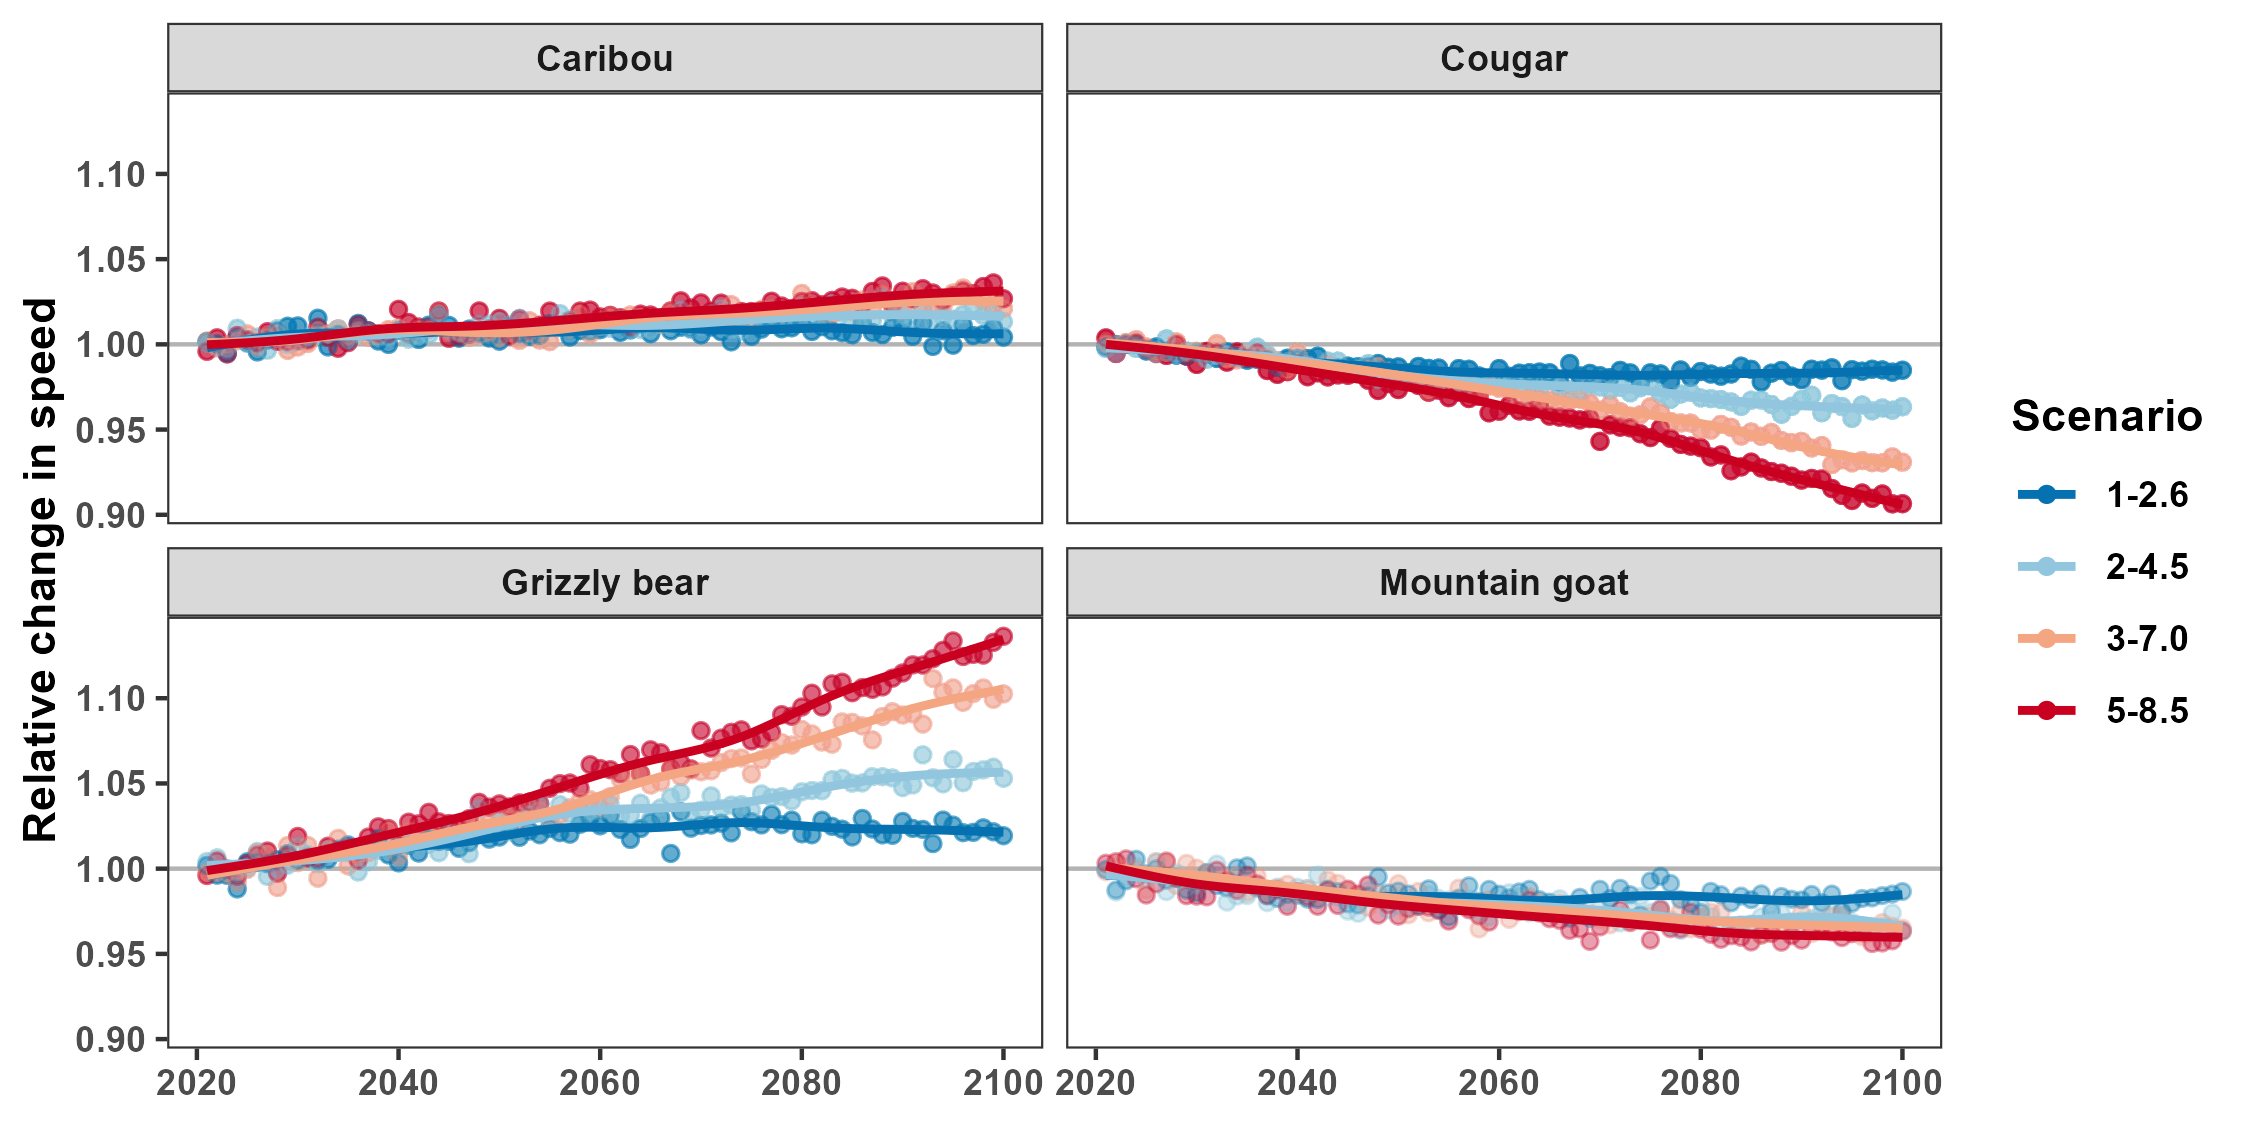 Caribou
Cougar
1.10
1.05
1.00
0.95
0.90
Grizzly bear
Mountain goat
1.10
1.05
1.00
0.95
0.90
2020 2040 2060 2080 2100
2020 2040 2060 2080 2100
Relative change in speed
Scenario
1-2.6
2-4.5
3-7.0
5-8.5